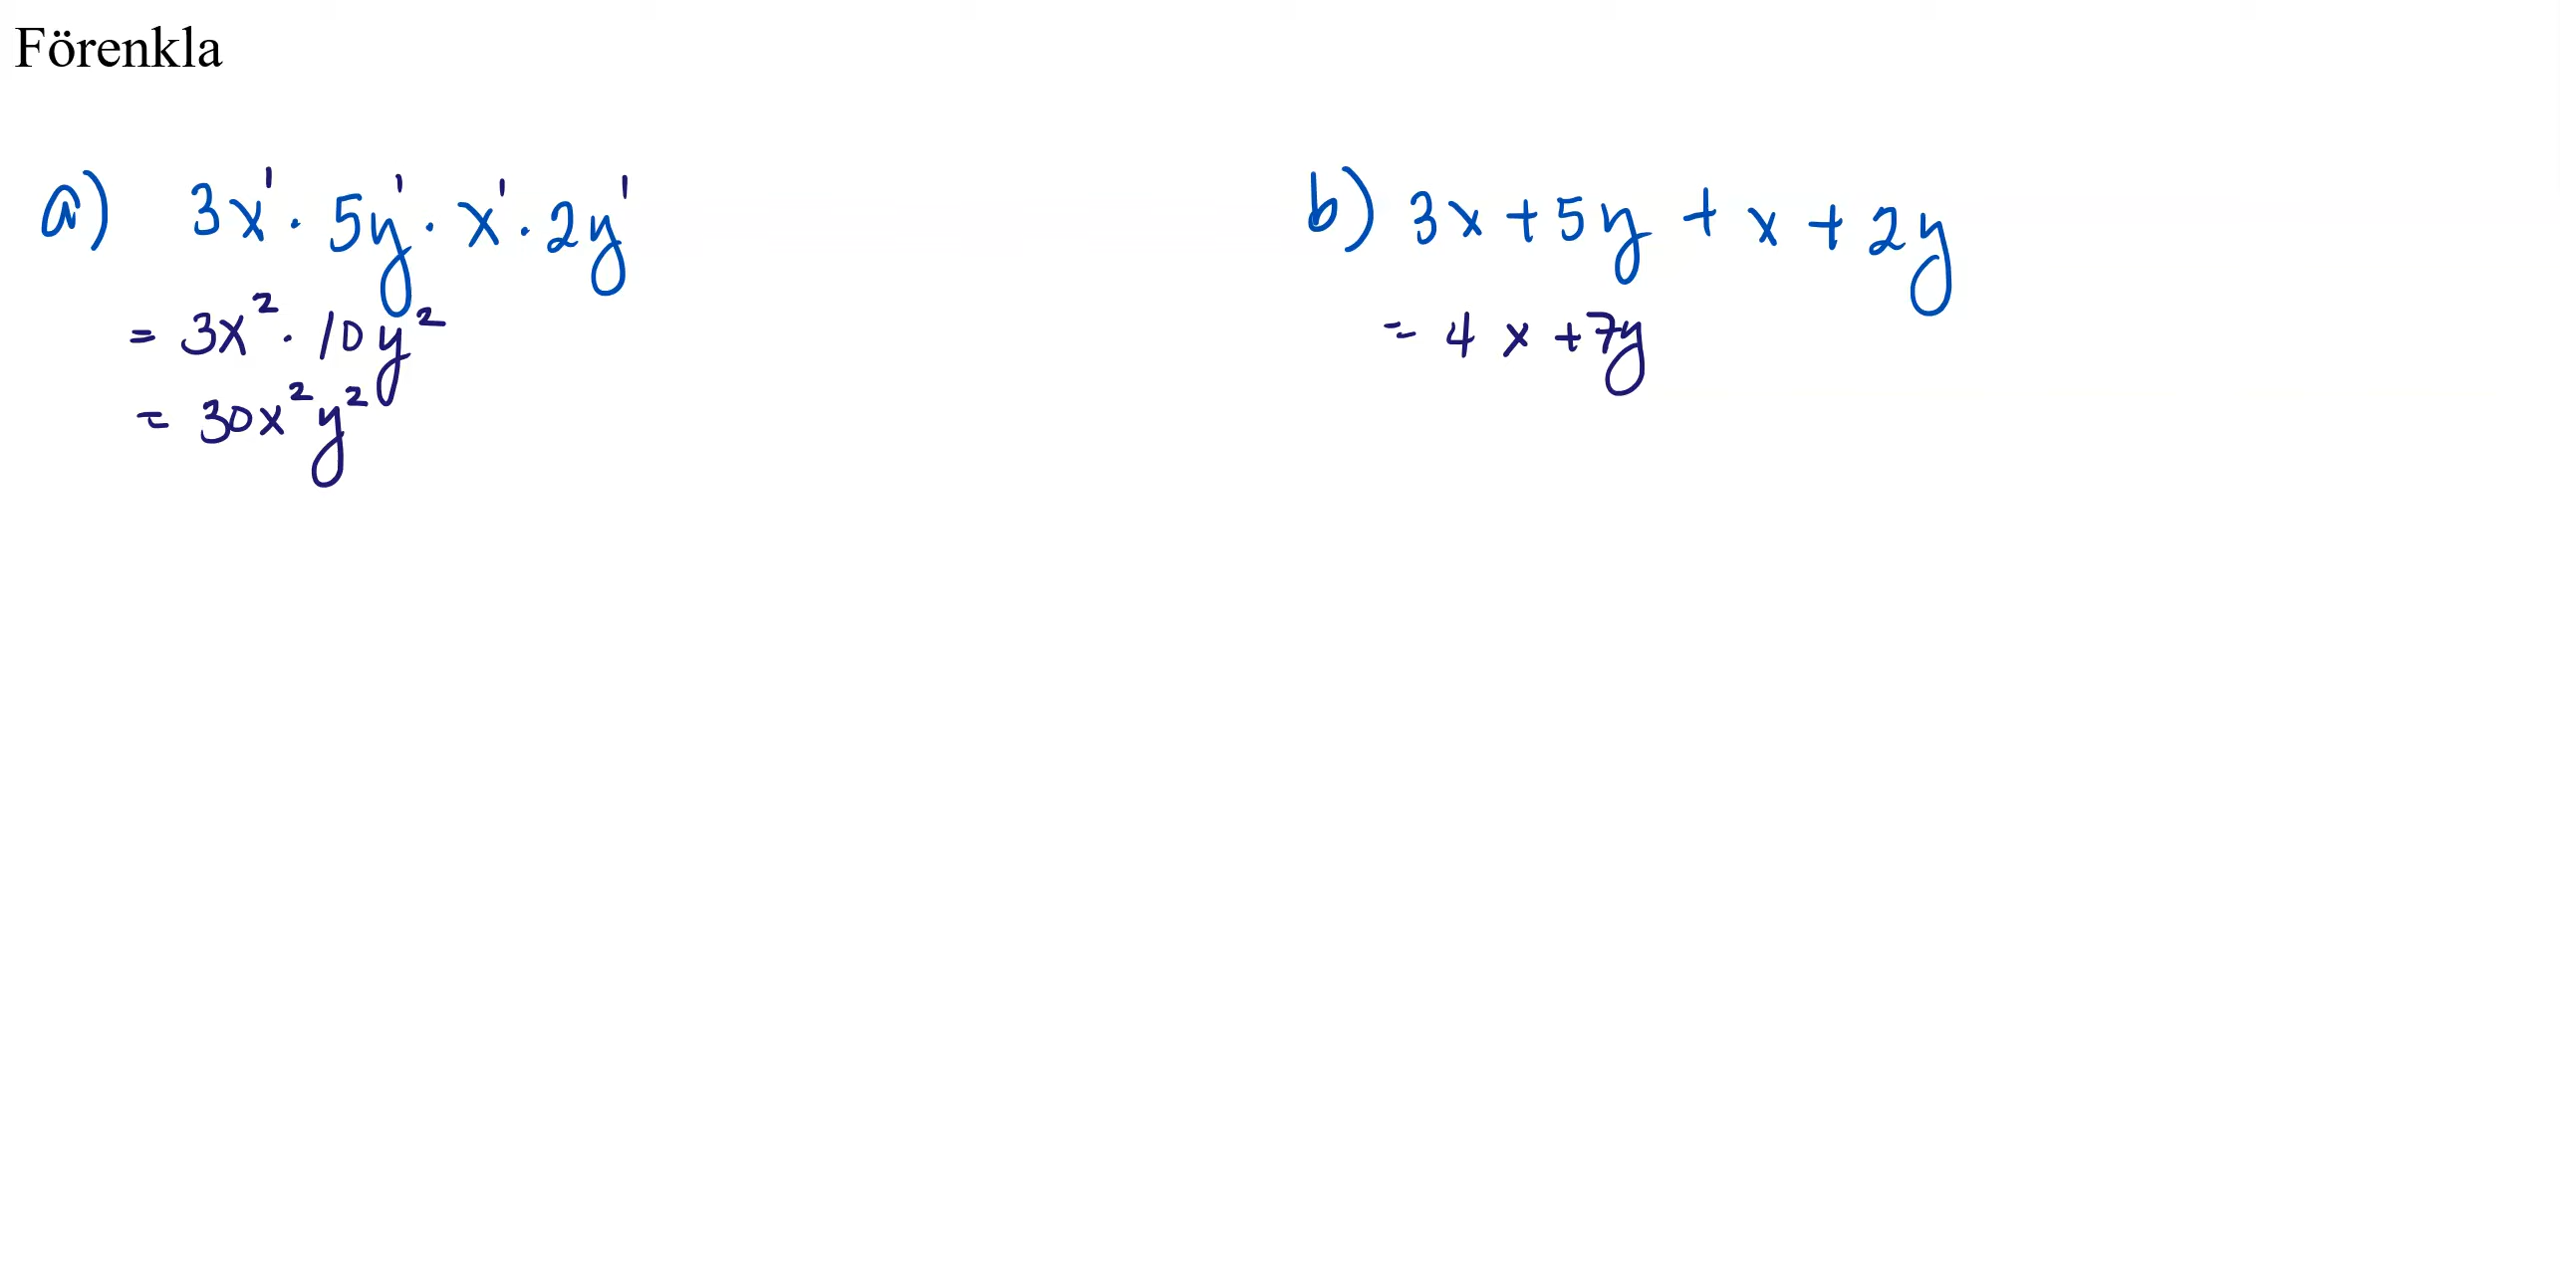 Förenkla
a) 3x¹ · 5y¹ · x¹ · 2y¹
= 3x² · 10y²
= 30x²y²
b) 3x + 5y + x + 2y
= 4x + 7y